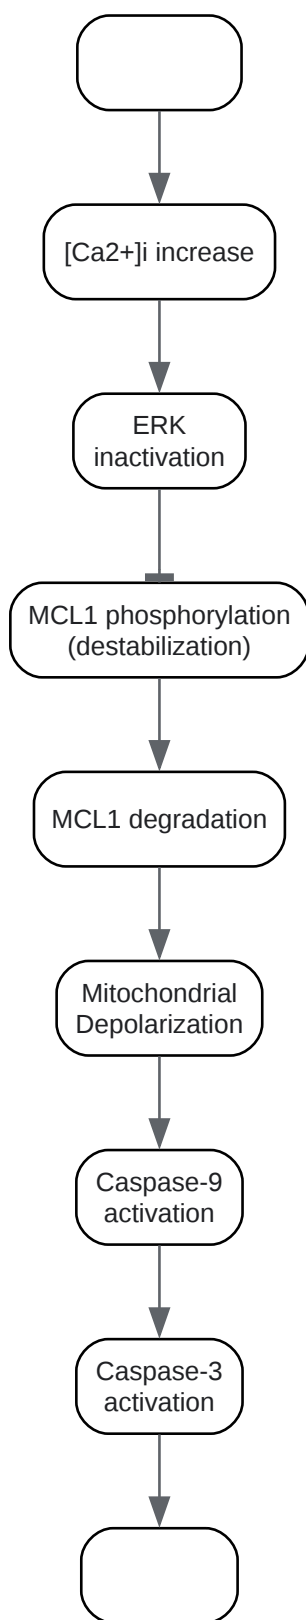 [Ca2+]i increase
ERK
inactivation
MCL1 phosphorylation
(destabilization)
MCL1 degradation
Mitochondrial
Depolarization
Caspase-9
activation
Caspase-3
activation